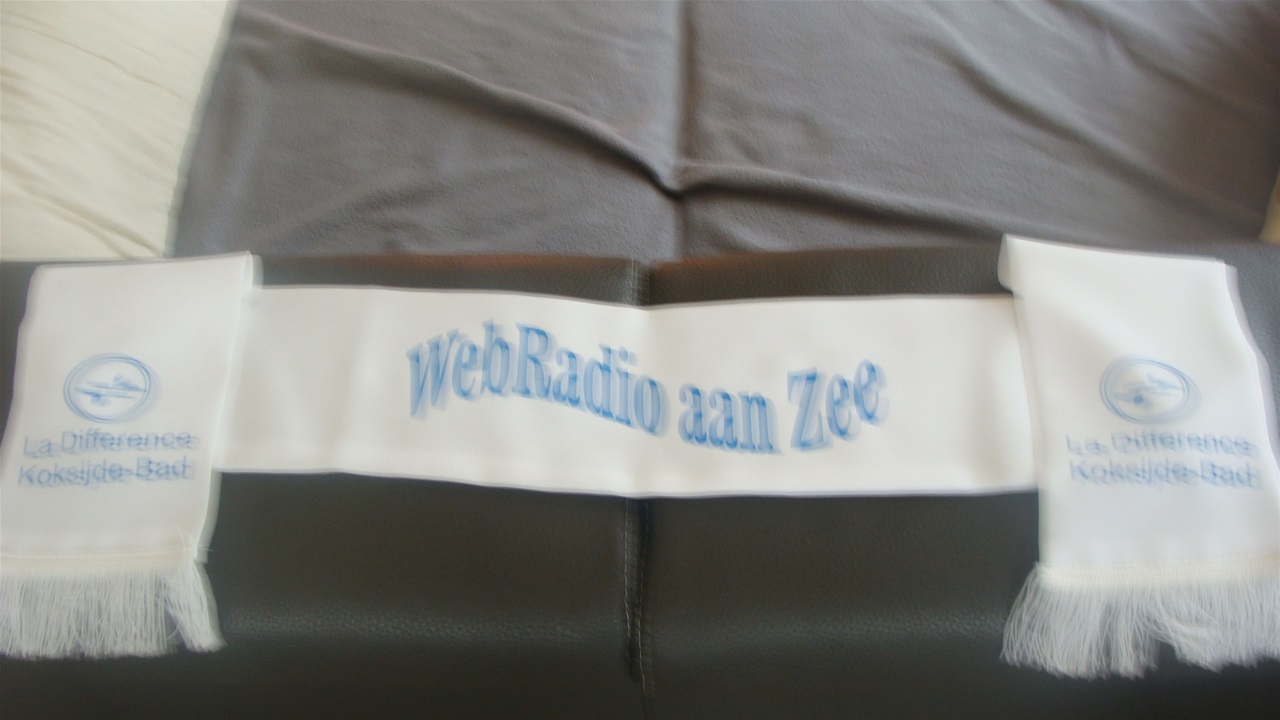 WebRadio aan Zee
La Difference
Koksijde-Bad
La Difference
Koksijde-Bad